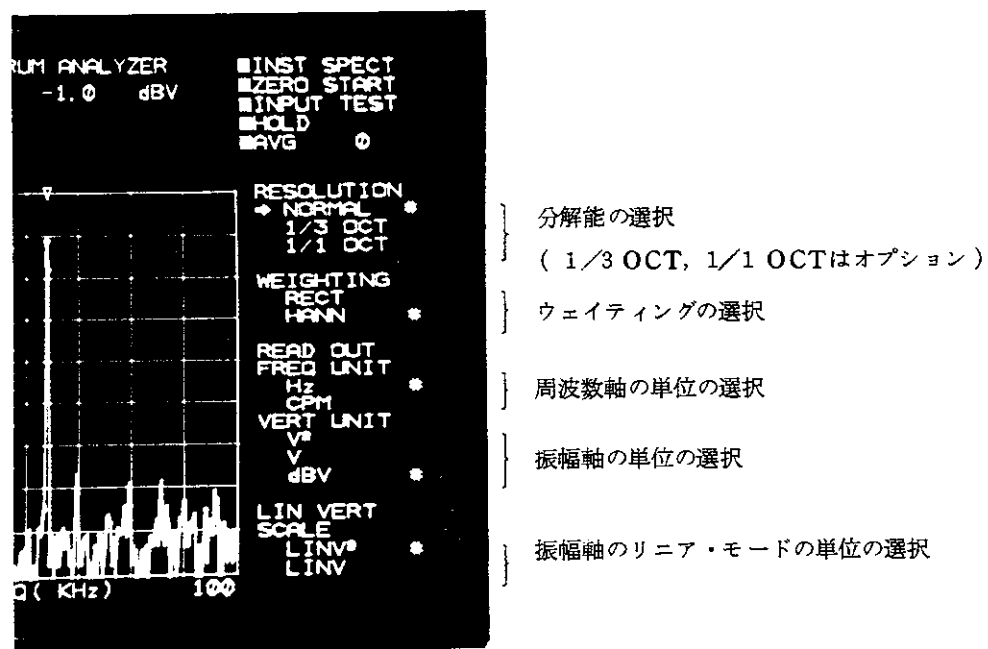 RUM ANALYZER
-1.0 dBV
■INST SPECT
■ZERO START
■INPUT TEST
■HOLD
■AVG 0
RESOLUTION
→ NORMAL *
1/3 OCT
1/1 OCT
WEIGHTING
RECT
HANN *
READ OUT
FREQ UNIT
Hz *
CPM
VERT UNIT
V²
V
dBV *
LIN VERT
SCALE
LINV² *
LINV
Q( KHz) 100
分解能の選択
( 1/3 OCT, 1/1 OCTはオプション )
ウェイティングの選択
周波数軸の単位の選択
振幅軸の単位の選択
振幅軸のリニア・モードの単位の選択